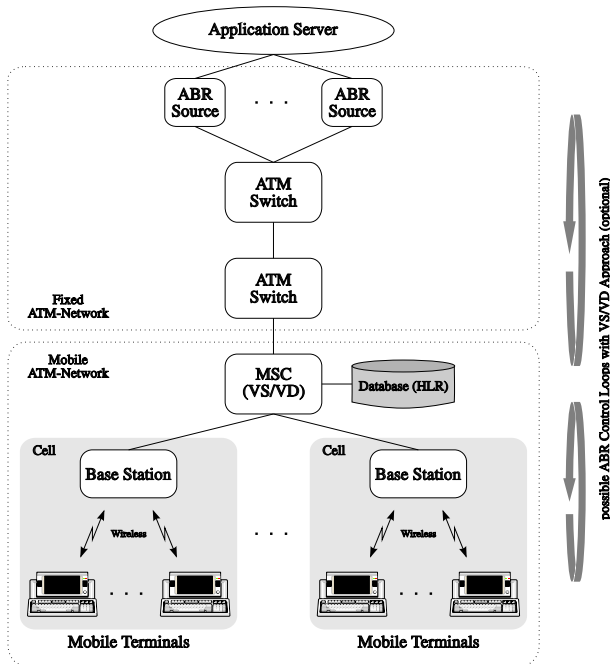 Application Server
ABR
Source
. . .
ABR
Source
ATM
Switch
ATM
Switch
Fixed
ATM-Network
Mobile
ATM-Network
MSC
(VS/VD)
Database (HLR)
Cell
Base Station
Wireless
. . .
Mobile Terminals
. . .
Cell
Base Station
Wireless
. . .
Mobile Terminals
possible ABR Control Loops with VS/VD Approach (optional)